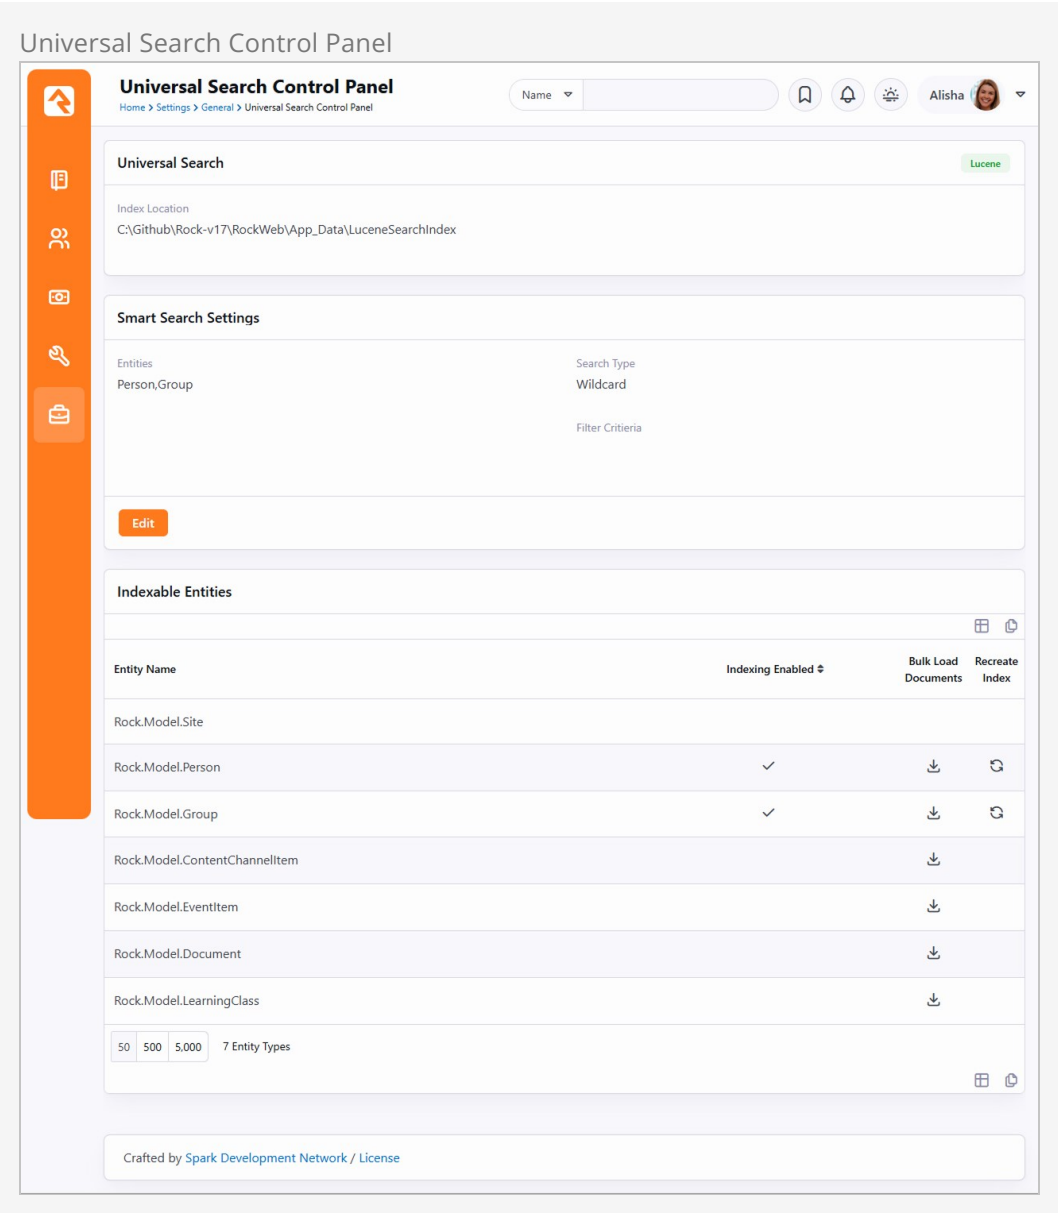 Universal Search Control Panel
Universal Search Control Panel
Home > Settings > General > Universal Search Control Panel
Name
Alisha
Universal Search
Lucene
Index Location
C:\Github\Rock-v17\RockWeb\App_Data\LuceneSearchIndex
Smart Search Settings
Entities
Search Type
Person,Group
Wildcard
Filter Critieria
Edit
Indexable Entities
Entity Name Indexing Enabled Bulk Load Documents Recreate Index
Rock.Model.Site
Rock.Model.Person
Rock.Model.Group
Rock.Model.ContentChannelItem
Rock.Model.EventItem
Rock.Model.Document
Rock.Model.LearningClass
50 500 5,000 7 Entity Types
Crafted by Spark Development Network / License